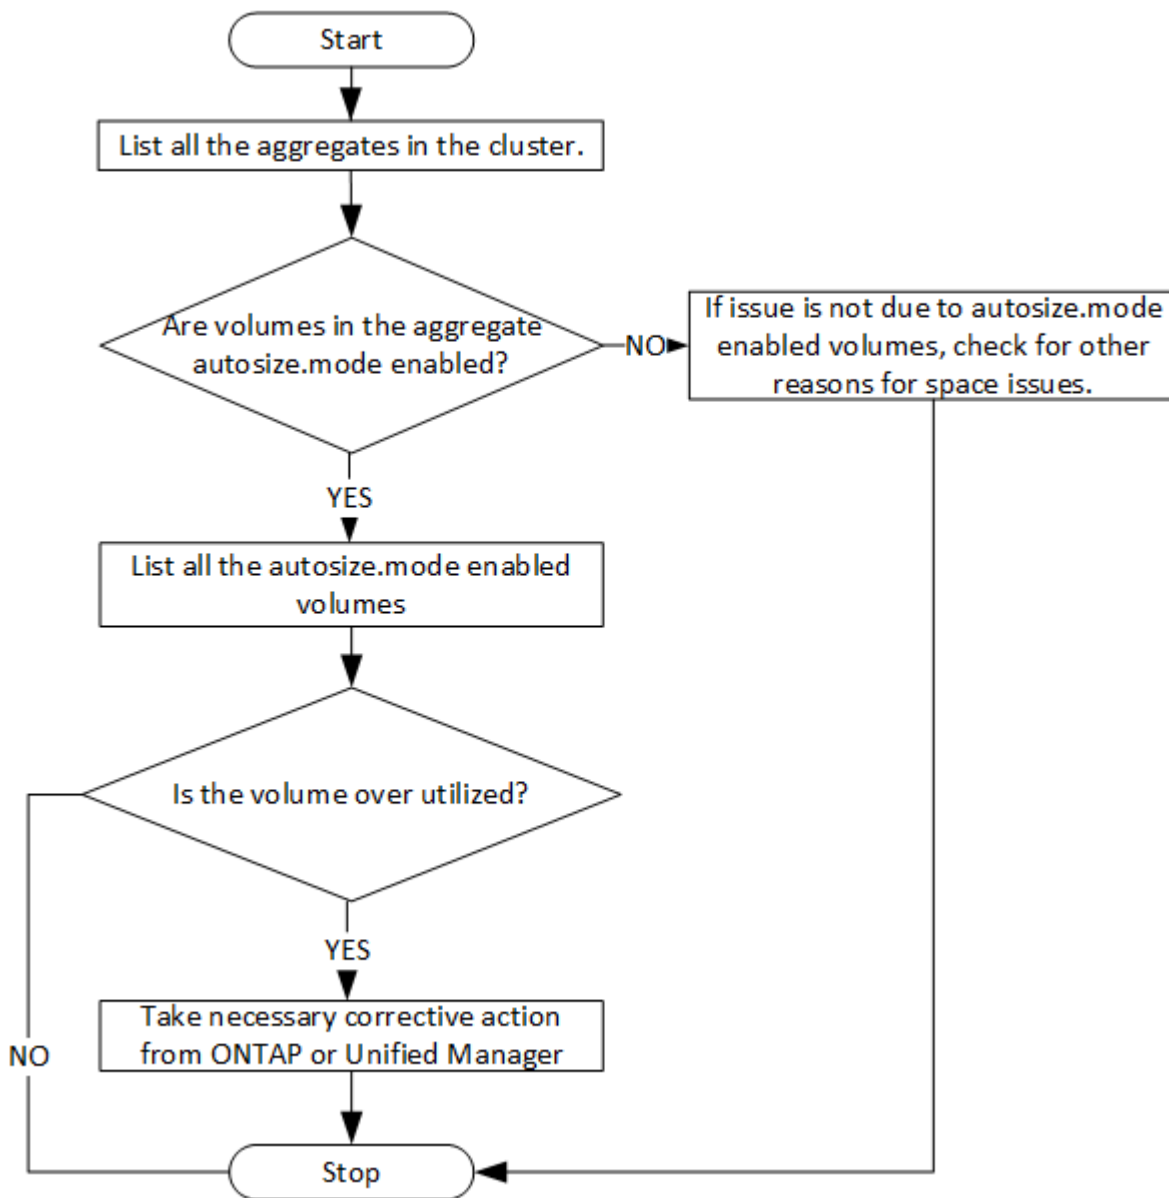 Start
List all the aggregates in the cluster.
Are volumes in the aggregate
autosize.mode enabled?
NO
If issue is not due to autosize.mode
enabled volumes, check for other
reasons for space issues.
YES
List all the autosize.mode enabled
volumes
Is the volume over utilized?
YES
Take necessary corrective action
from ONTAP or Unified Manager
NO
Stop